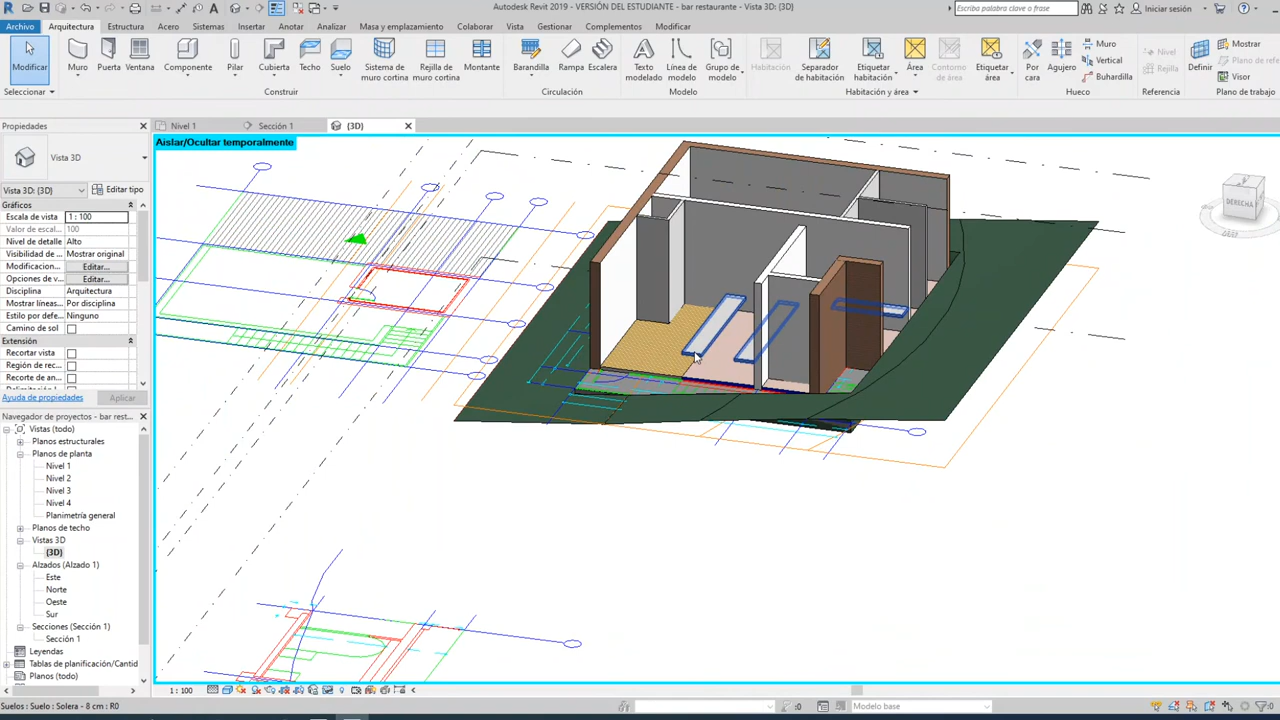 Autodesk Revit 2019 - VERSIÓN DEL ESTUDIANTE - bar restaurante - Vista 3D: {3D}
Escriba palabra clave o frase
Iniciar sesión
Archivo Arquitectura Estructura Acero Sistemas Insertar Anotar Analizar Masa y emplazamiento Colaborar Vista Gestionar Complementos Modificar
Modificar
Muro
Puerta
Ventana
Componente
Pilar
Cubierta
Techo
Suelo
Sistema de muro cortina
Rejilla de muro cortina
Montante
Barandilla
Rampa
Escalera
Texto modelado
Línea de modelo
Grupo de modelo
Habitación
Separador de habitación
Etiquetar habitación
Área
Contorno de área
Etiquetar área
Por cara
Agujero
Muro
Vertical
Buhardilla
Nivel
Rejilla
Definir
Mostrar
Plano de refe
Visor
Seleccionar Construir Circulación Modelo Habitación y área Hueco Referencia Plano de trabajo
Propiedades
Nivel 1
Sección 1
{3D}
Aislar/Ocultar temporalmente
Vista 3D
Vista 3D: {3D}
Editar tipo
Gráficos
Escala de vista 1 : 100
Valor de escal... 100
Nivel de detalle Alto
Visibilidad de ... Mostrar original
Modificacion... Editar...
Opciones de v... Editar...
Disciplina Arquitectura
Mostrar líneas... Por disciplina
Estilo por defe... Ninguno
Camino de sol
Extensión
Recortar vista
Región de rec...
Recorte de an...
Ayuda de propiedades
Aplicar
Navegador de proyectos - bar rest...
Vistas (todo)
Planos estructurales
Planos de planta
Nivel 1
Nivel 2
Nivel 3
Nivel 4
Planimetría general
Planos de techo
Vistas 3D
{3D}
Alzados (Alzado 1)
Este
Norte
Oeste
Sur
Secciones (Sección 1)
Sección 1
Leyendas
Tablas de planificación/Cantid
Planos (todo)
DERECHA
1 : 100
Suelos : Suelo : Solera - 8 cm : R0
:0
Modelo base
:0